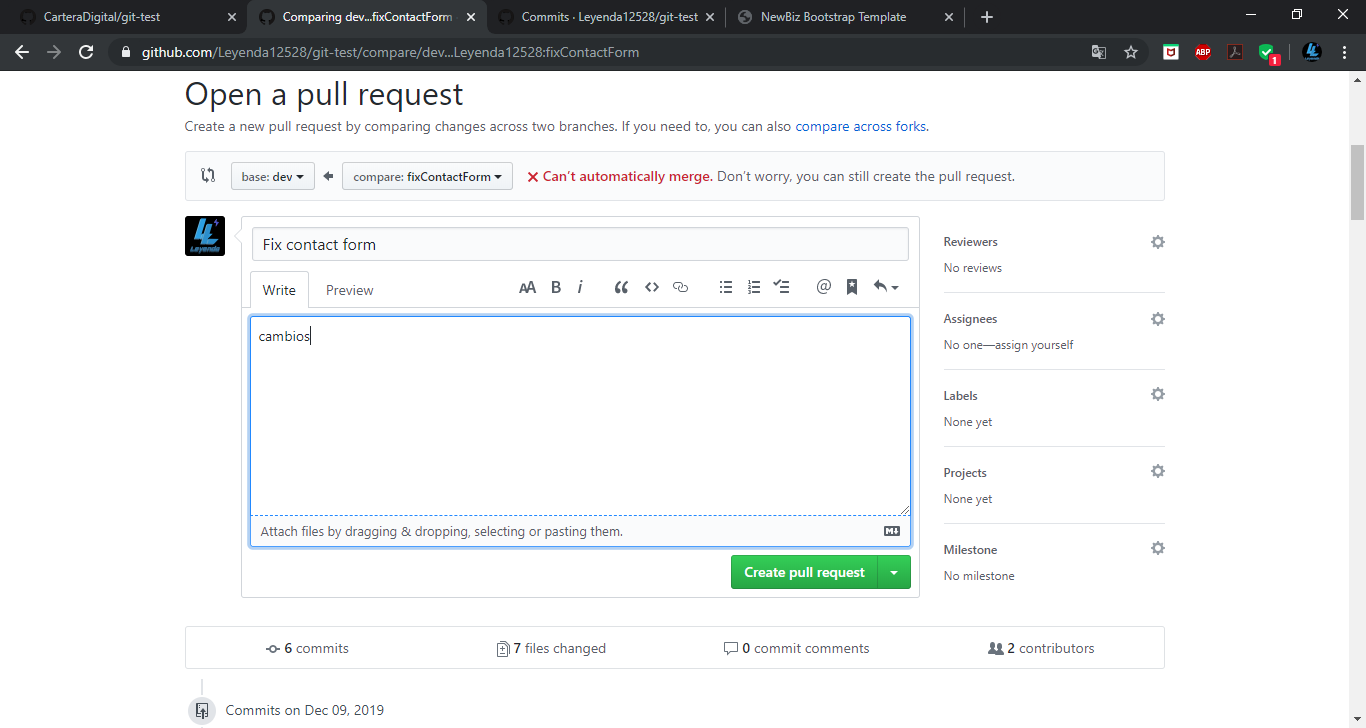 CarteraDigital/git-test
Comparing dev...fixContactForm
Commits · Leyenda12528/git-test
NewBiz Bootstrap Template
github.com/Leyenda12528/git-test/compare/dev...Leyenda12528:fixContactForm
ABP
1
Open a pull request
Create a new pull request by comparing changes across two branches. If you need to, you can also compare across forks.
base: dev
compare: fixContactForm
Can't automatically merge. Don't worry, you can still create the pull request.
Leyenda
Fix contact form
Write
Preview
AA B i
cambios
Attach files by dragging & dropping, selecting or pasting them.
Create pull request
Reviewers
No reviews
Assignees
No one—assign yourself
Labels
None yet
Projects
None yet
Milestone
No milestone
6 commits
7 files changed
0 commit comments
2 contributors
Commits on Dec 09, 2019